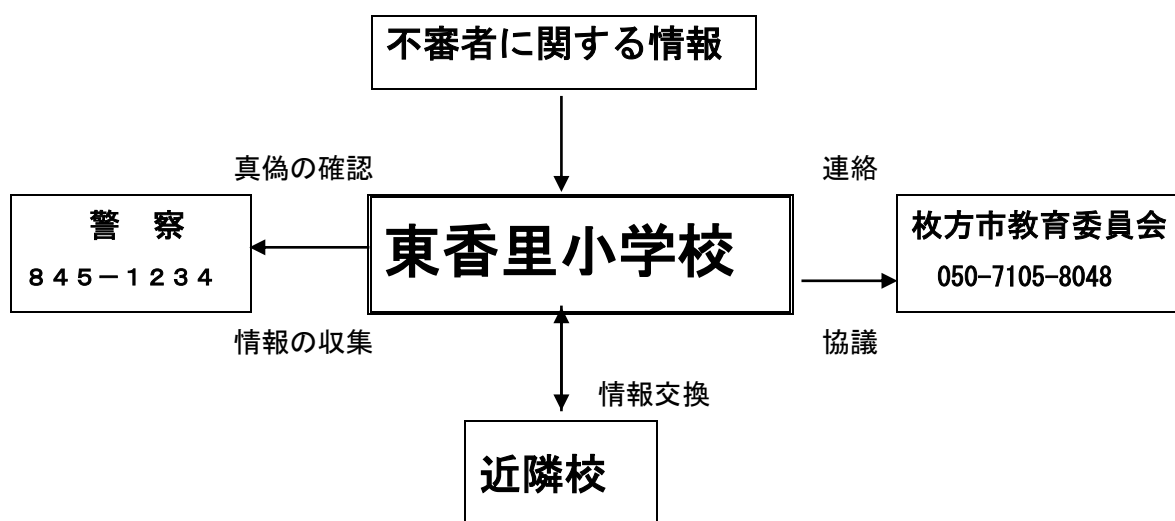 不審者に関する情報
真偽の確認
連絡
警 察
845-1234
東香里小学校
枚方市教育委員会
050-7105-8048
情報の収集
協議
情報交換
近隣校